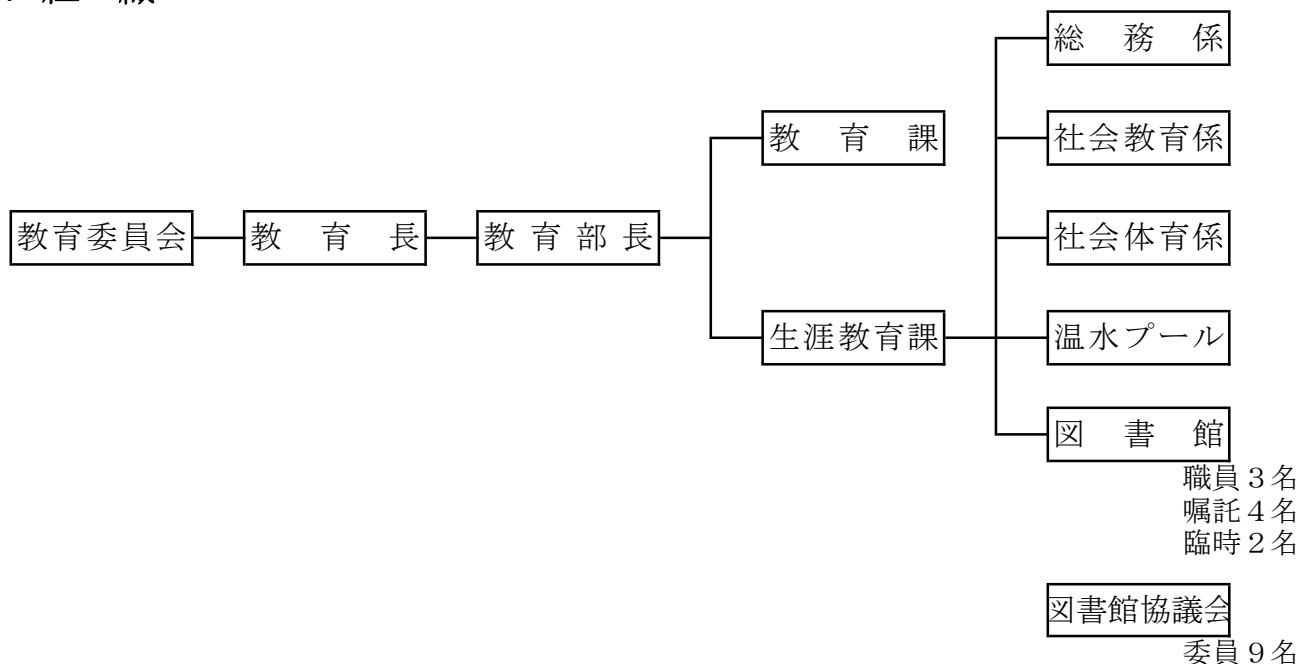 総務係
教育課
社会教育係
教育委員会
教育長
教育部長
社会体育係
生涯教育課
温水プール
図書館
職員３名
嘱託４名
臨時２名
図書館協議会
委員９名